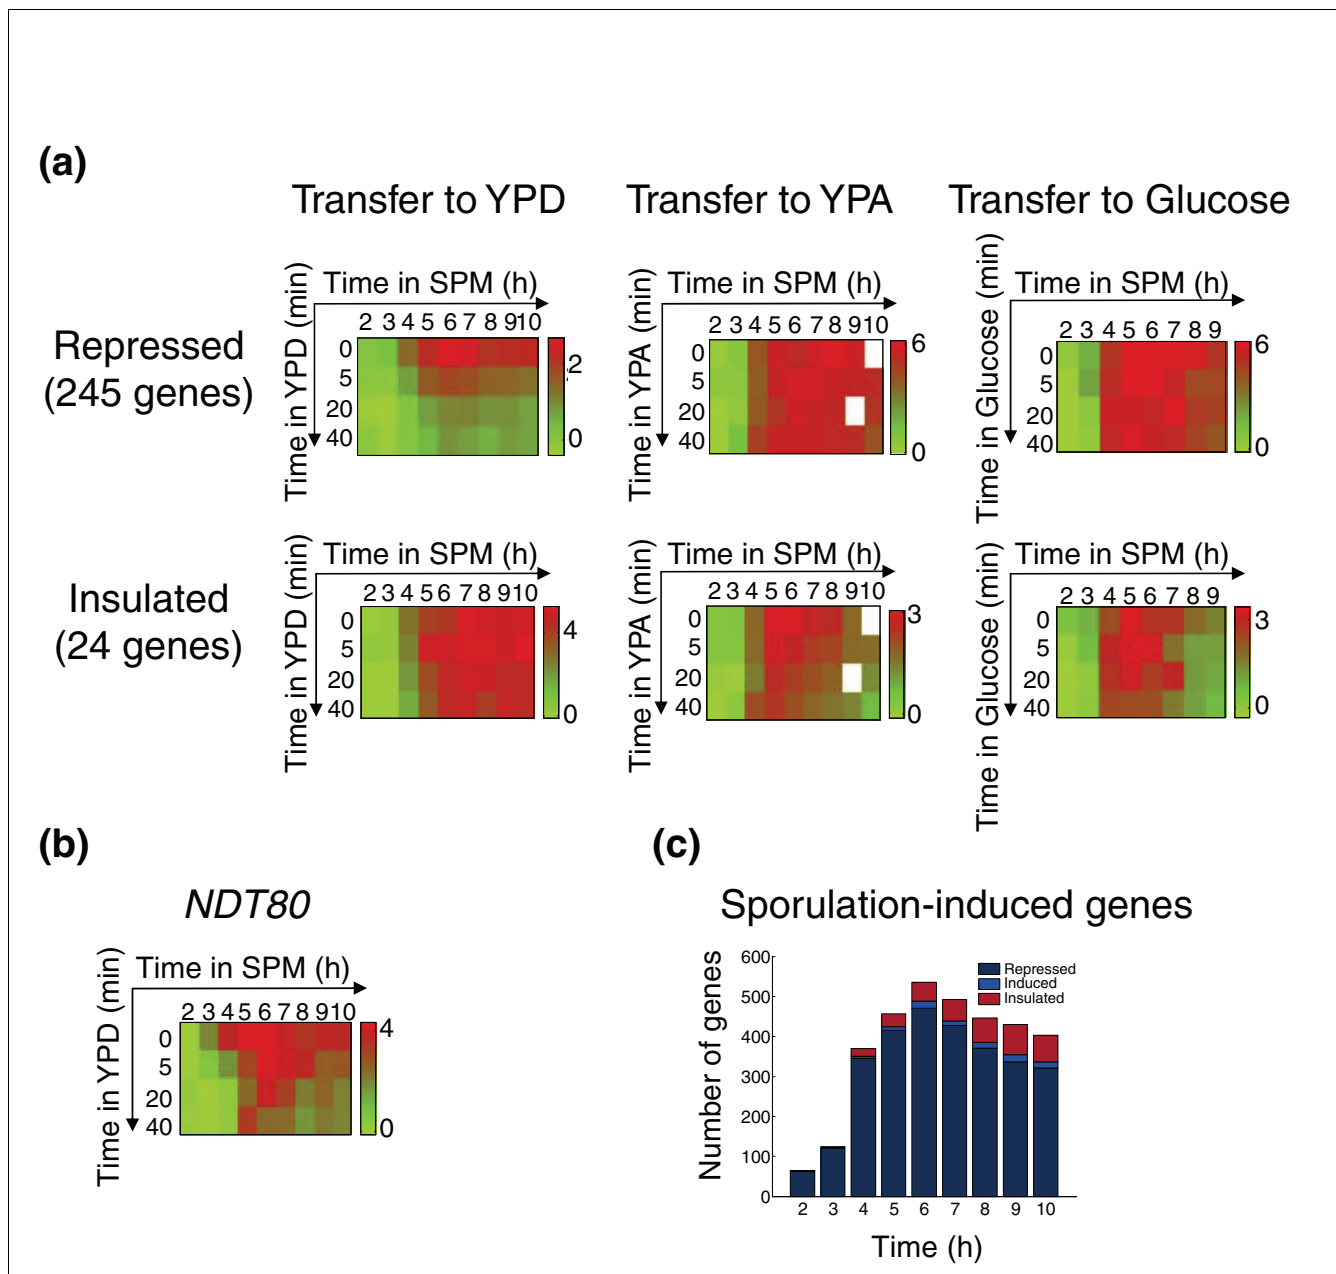 (a)
Transfer to YPD
Transfer to YPA
Transfer to Glucose
Repressed
(245 genes)
Time in YPD (min)
Time in SPM (h)
2 3 4 5 6 7 8 9 10
0
5
20
40
2
0
Time in YPA (min)
Time in SPM (h)
2 3 4 5 6 7 8 9 10
0
5
20
40
6
0
Time in Glucose (min)
Time in SPM (h)
2 3 4 5 6 7 8 9
0
5
20
40
6
0
Insulated
(24 genes)
Time in YPD (min)
Time in SPM (h)
2 3 4 5 6 7 8 9 10
0
5
20
40
4
0
Time in YPA (min)
Time in SPM (h)
2 3 4 5 6 7 8 9 10
0
5
20
40
3
0
Time in Glucose (min)
Time in SPM (h)
2 3 4 5 6 7 8 9
0
5
20
40
3
0
(b)
NDT80
Time in YPD (min)
Time in SPM (h)
2 3 4 5 6 7 8 9 10
0
5
20
40
4
0
(c)
Sporulation-induced genes
Number of genes
600
500
400
300
200
100
0
Repressed
Induced
Insulated
2 3 4 5 6 7 8 9 10
Time (h)